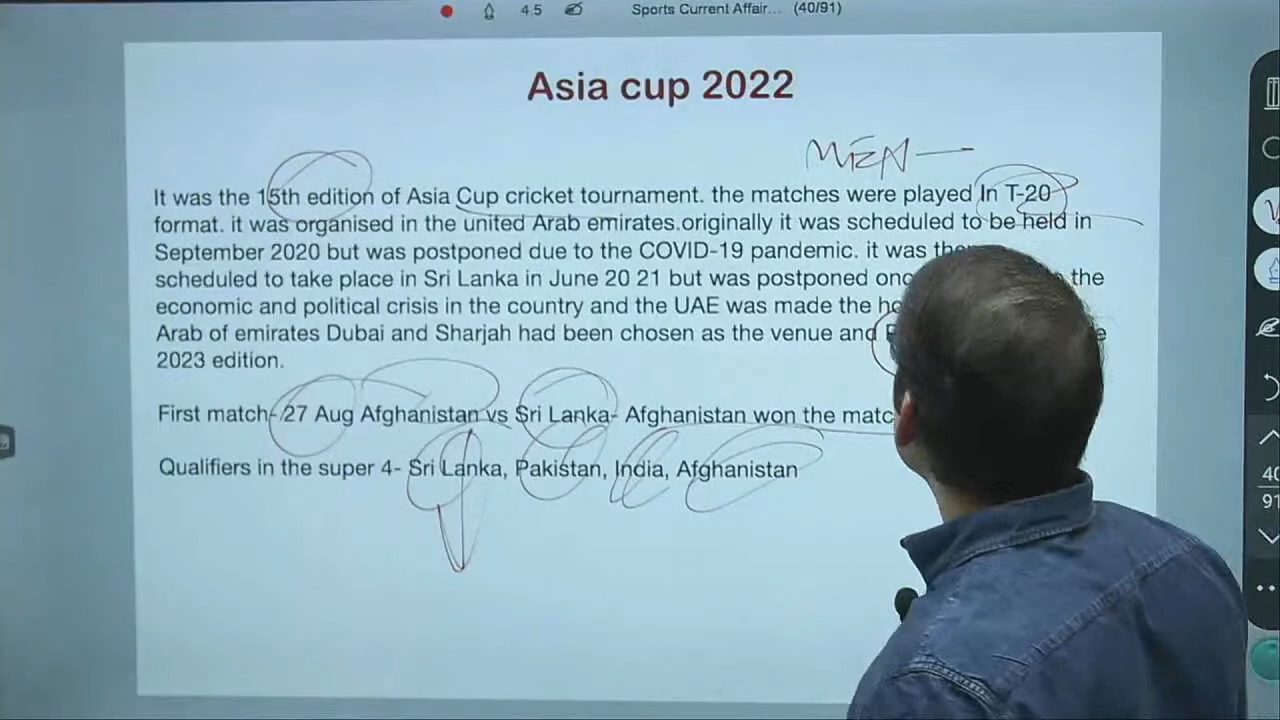 4.5 Sports Current Affair... (40/91)
Asia cup 2022
MEN
It was the 15th edition of Asia Cup cricket tournament. the matches were played In T-20
format. it was organised in the united Arab emirates.originally it was scheduled to be held in
September 2020 but was postponed due to the COVID-19 pandemic. it was
scheduled to take place in Sri Lanka in June 20 21 but was postponed the
economic and political crisis in the country and the UAE was made the
Arab of emirates Dubai and Sharjah had been chosen as the venue and
2023 edition.
First match- 27 Aug Afghanistan vs Sri Lanka- Afghanistan won the
Qualifiers in the super 4- Sri Lanka, Pakistan, India, Afghanistan
40
91